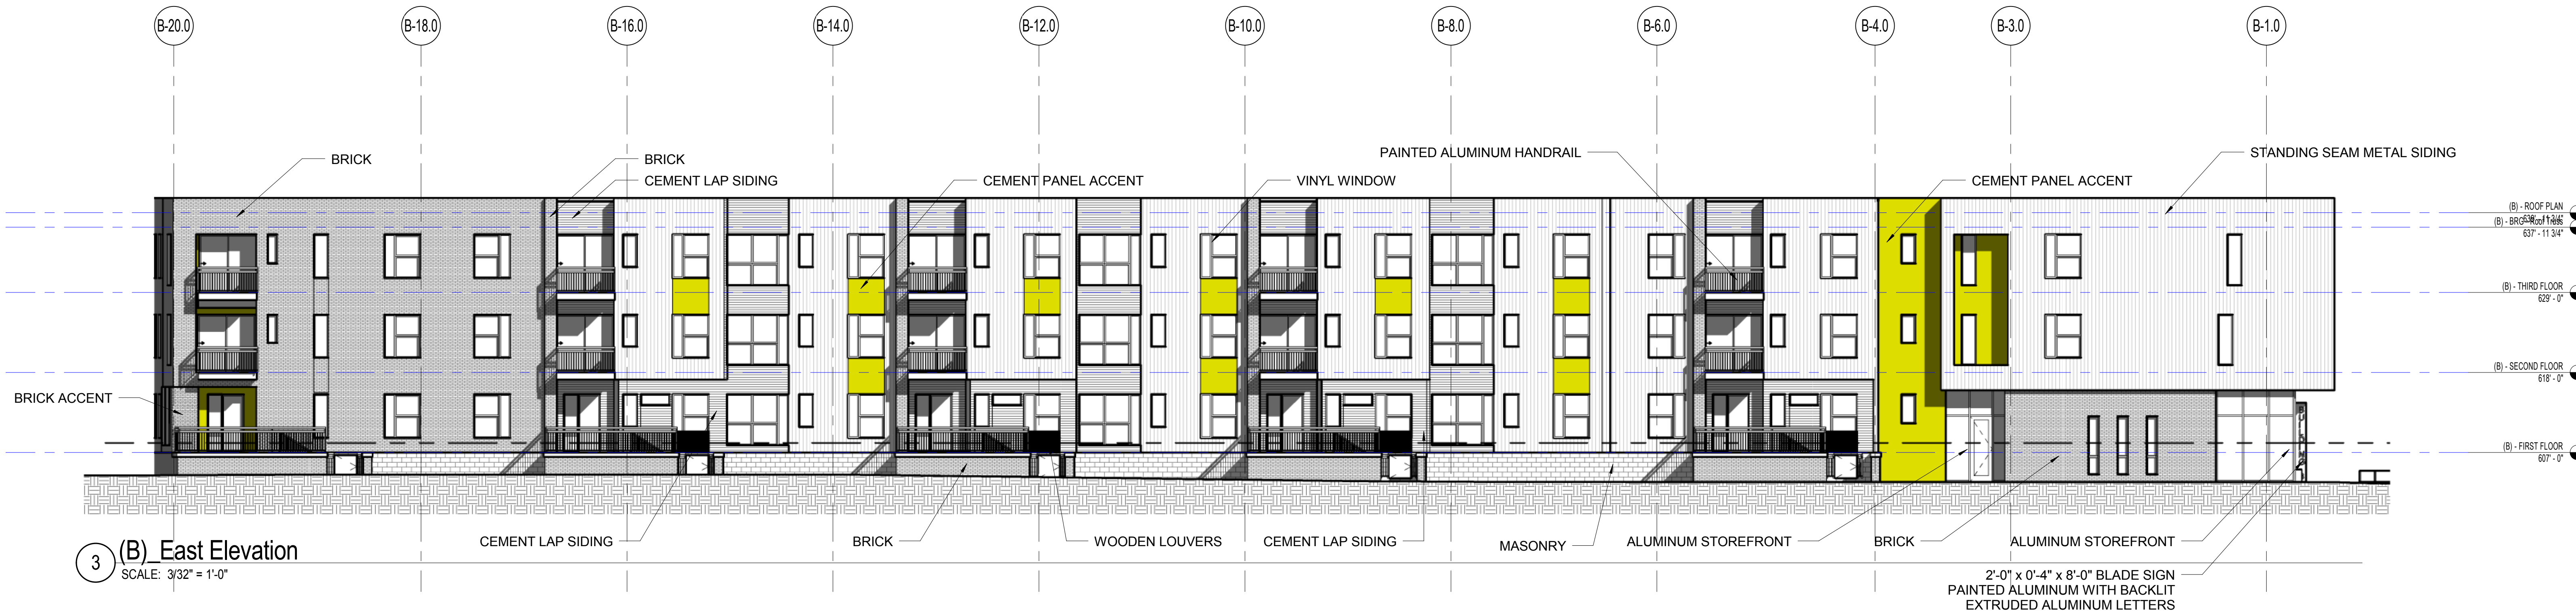 B-20.0
B-18.0
B-16.0
B-14.0
B-12.0
B-10.0
B-8.0
B-6.0
B-4.0
B-3.0
B-1.0
BRICK
BRICK
CEMENT LAP SIDING
CEMENT PANEL ACCENT
VINYL WINDOW
PAINTED ALUMINUM HANDRAIL
CEMENT PANEL ACCENT
STANDING SEAM METAL SIDING
(B) - ROOF PLAN
(B) - BRG- Roof Truss
637' - 11 3/4"
(B) - THIRD FLOOR
629' - 0"
(B) - SECOND FLOOR
618' - 0"
(B) - FIRST FLOOR
607' - 0"
BRICK ACCENT
CEMENT LAP SIDING
BRICK
WOODEN LOUVERS
CEMENT LAP SIDING
MASONRY
ALUMINUM STOREFRONT
BRICK
ALUMINUM STOREFRONT
2'-0" x 0'-4" x 8'-0" BLADE SIGN
PAINTED ALUMINUM WITH BACKLIT
EXTRUDED ALUMINUM LETTERS
3
(B)_East Elevation
SCALE: 3/32" = 1'-0"